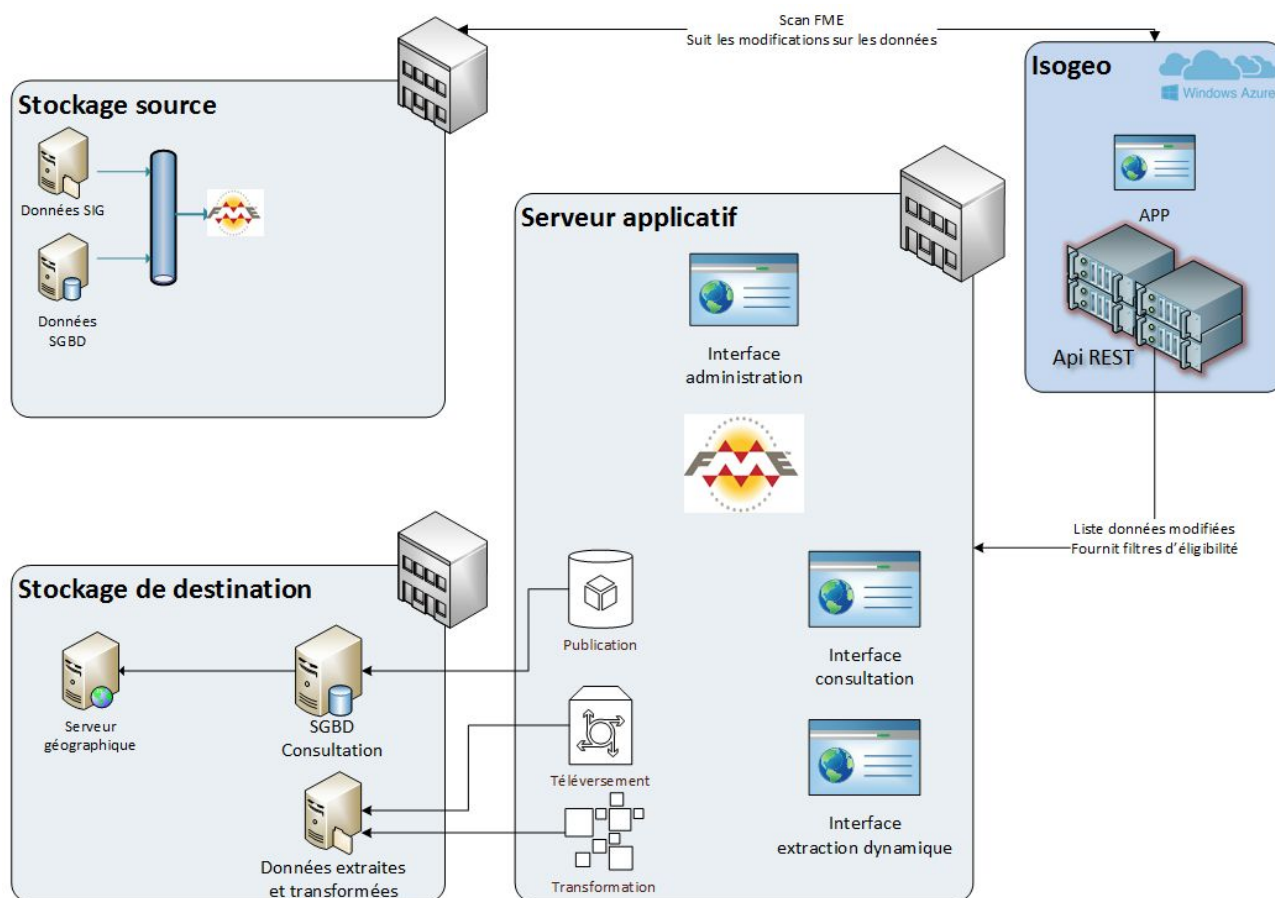 Scan FME
Suit les modifications sur les données
Isogeo
Windows Azure
APP
Api REST
Stockage source
Données SIG
FME
Données
SGBD
Serveur applicatif
Interface
administration
FME
Liste données modifiées
Fournit filtres d'éligibilité
Publication
Interface
consultation
Téléversement
Interface
extraction dynamique
Transformation
Stockage de destination
Serveur
géographique
SGBD
Consultation
Données extraites
et transformées